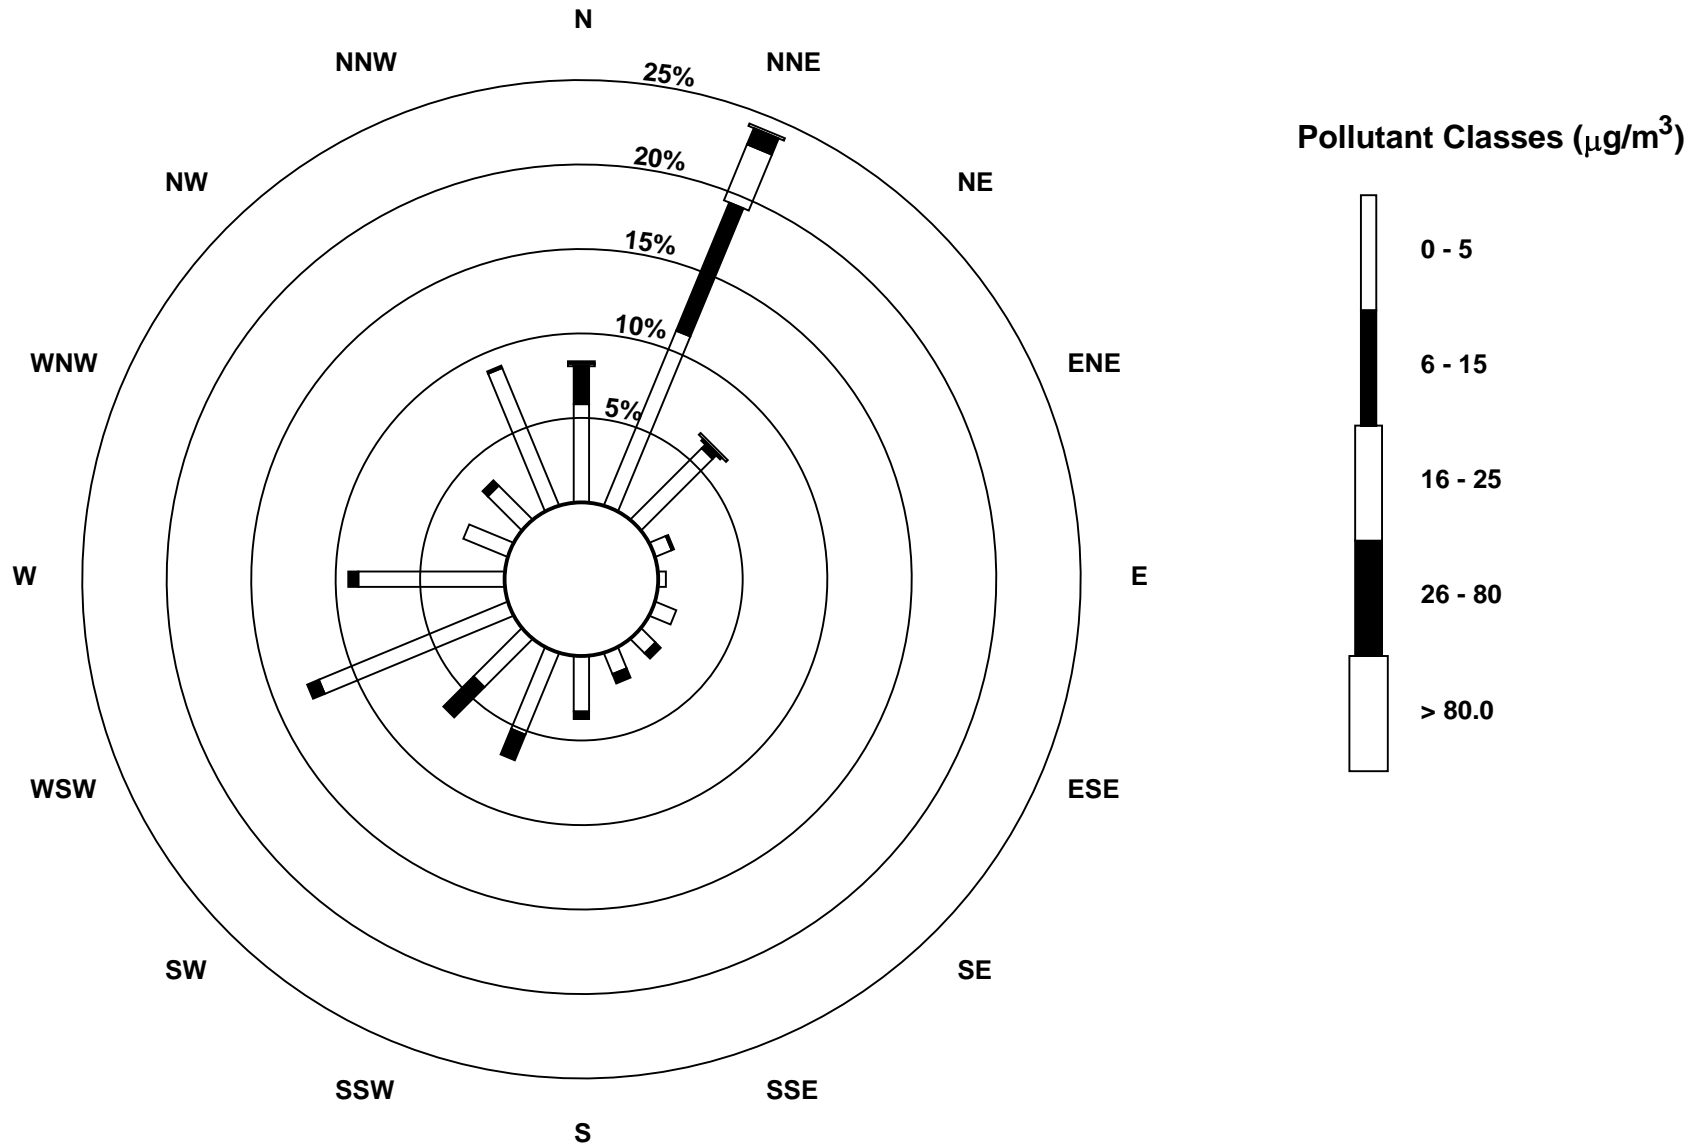 N
NNW
NNE
25%
Pollutant Classes (μg/m3)
20%
NW
NE
15%
0 - 5
10%
WNW
ENE
6 - 15
5%
16 - 25
W
E
26 - 80
> 80.0
WSW
ESE
SW
SE
SSW
SSE
S